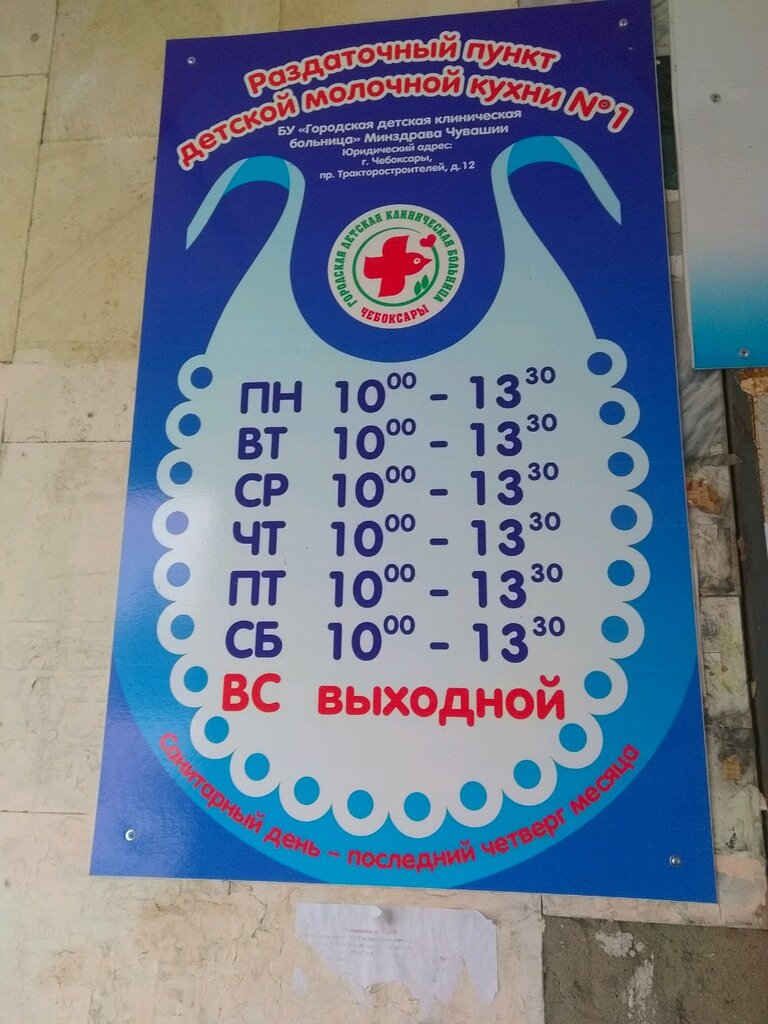 Раздаточный пункт
детской молочной кухни №1
БУ «Городская детская клиническая
больница» Минздрава Чувашии
Юридический адрес:
г. Чебоксары,
пр. Тракторостроителей, д.12
ГОРОДСКАЯ ДЕТСКАЯ КЛИНИЧЕСКАЯ БОЛЬНИЦА
ЧЕБОКСАРЫ
ПН 10⁰⁰ - 13³⁰
ВТ 10⁰⁰ - 13³⁰
СР 10⁰⁰ - 13³⁰
ЧТ 10⁰⁰ - 13³⁰
ПТ 10⁰⁰ - 13³⁰
СБ 10⁰⁰ - 13³⁰
ВС выходной
Санитарный день – последний четверг месяца